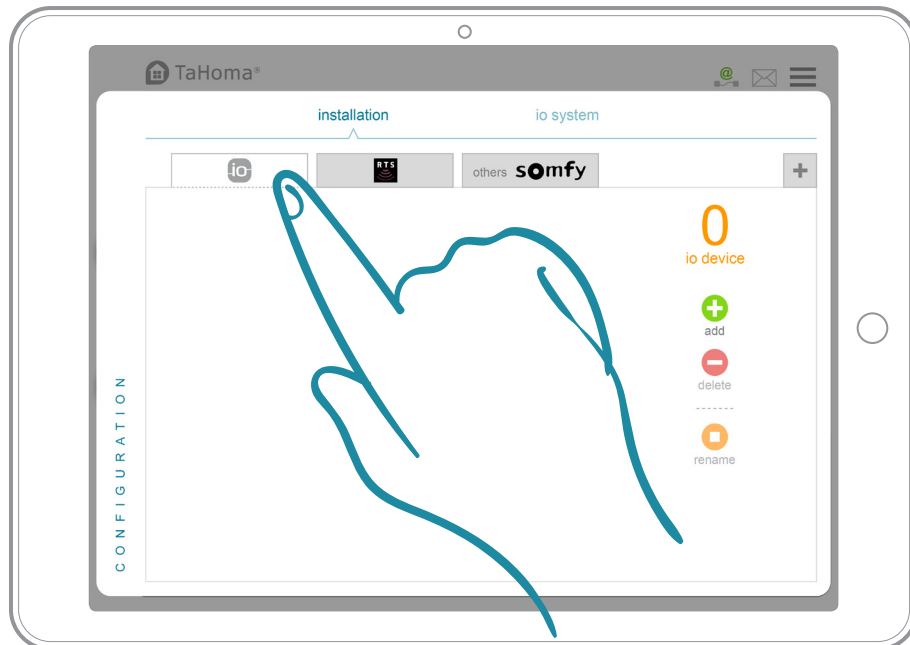 TaHoma®
@
installation
io system
io
RTS
others somfy
+
0
io device
add
delete
rename
CONFIGURATION